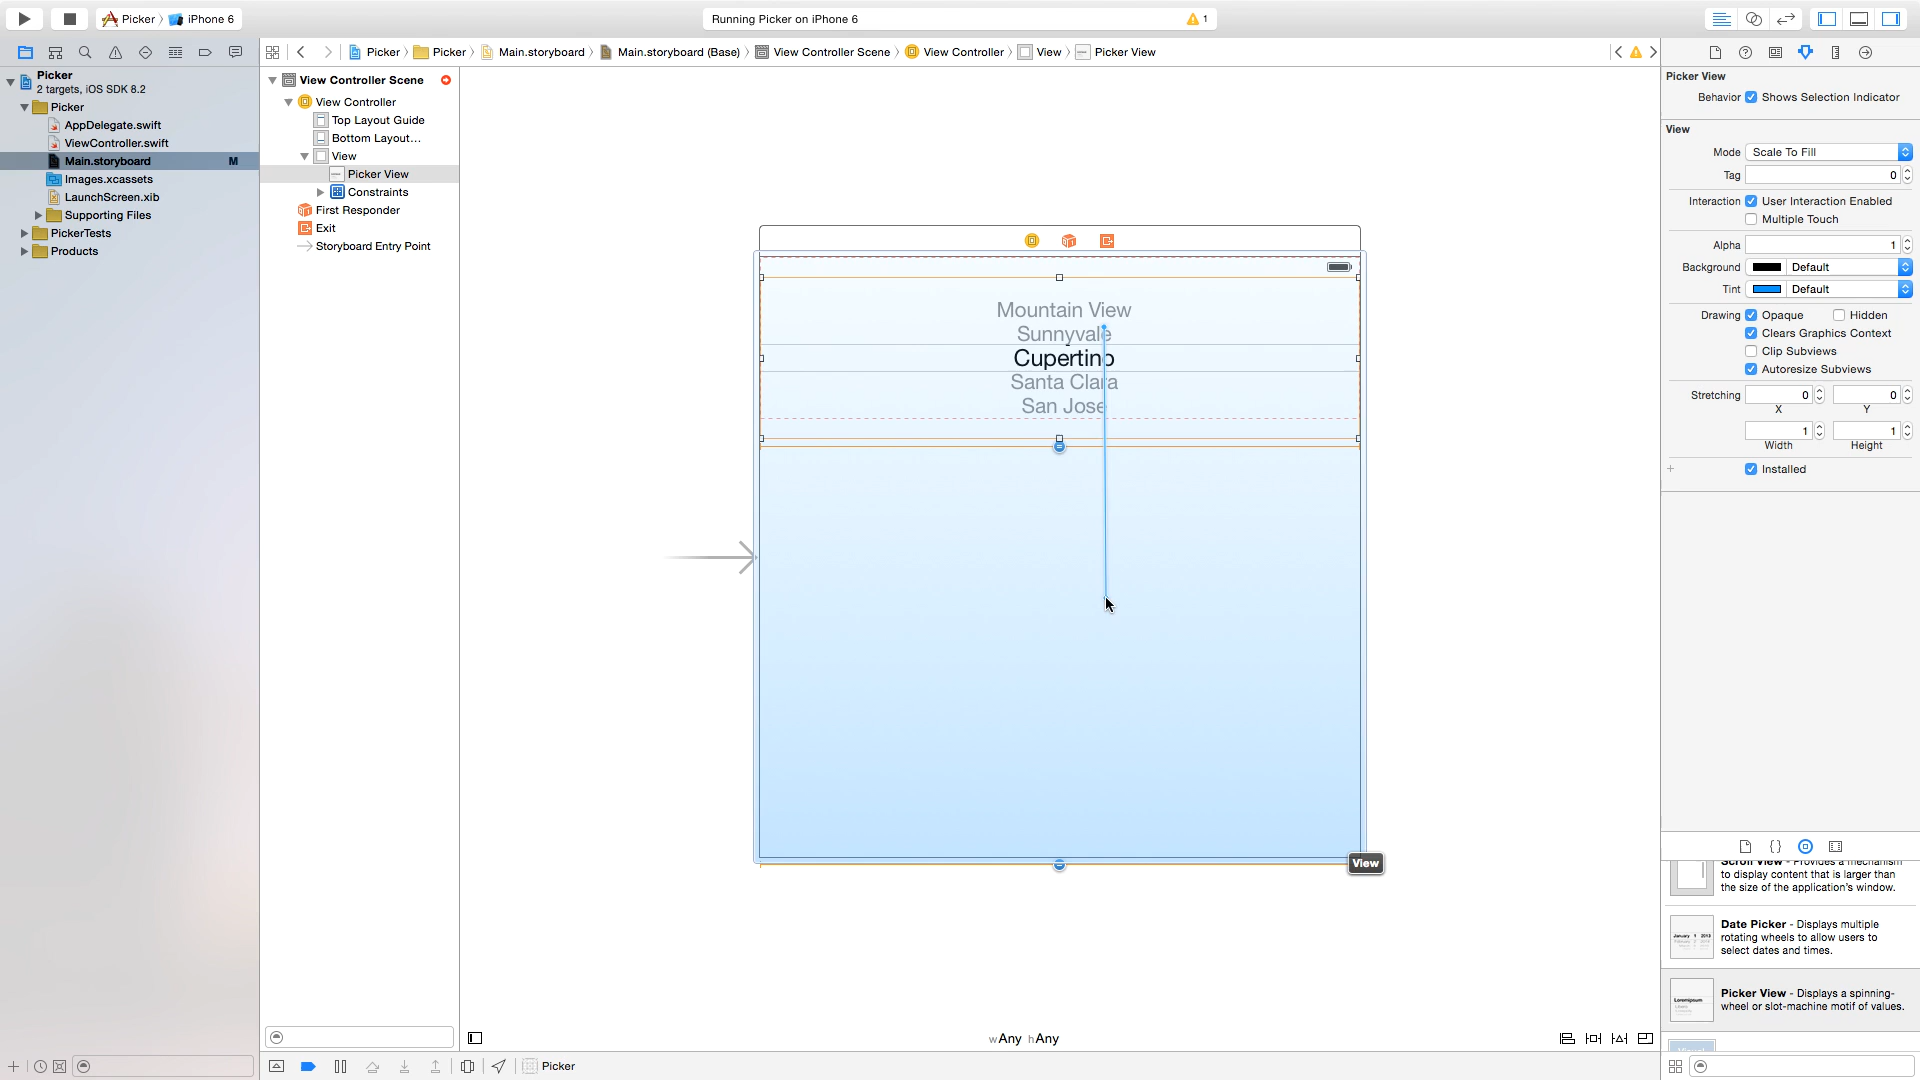 Picker
iPhone 6
Running Picker on iPhone 6
1
Picker
Picker
Main.storyboard
Main.storyboard (Base)
View Controller Scene
View Controller
View
Picker View
Picker
2 targets, iOS SDK 8.2
Picker
AppDelegate.swift
ViewController.swift
Main.storyboard
M
Images.xcassets
LaunchScreen.xib
Supporting Files
PickerTests
Products
View Controller Scene
View Controller
Top Layout Guide
Bottom Layout...
View
Picker View
Constraints
First Responder
Exit
Storyboard Entry Point
Mountain View
Sunnyvale
Cupertino
Santa Clara
San Jose
View
wAny hAny
Picker
Picker View
Behavior
Shows Selection Indicator
View
Mode
Scale To Fill
Tag
0
Interaction
User Interaction Enabled
Multiple Touch
Alpha
1
Background
Default
Tint
Default
Drawing
Opaque
Hidden
Clears Graphics Context
Clip Subviews
Autoresize Subviews
Stretching
0
0
X
Y
1
1
Width
Height
Installed
Scroll View - Provides a mechanism
to display content that is larger than
the size of the application's window.
Date Picker - Displays multiple
rotating wheels to allow users to
select dates and times.
Picker View - Displays a spinning-
wheel or slot-machine motif of values.